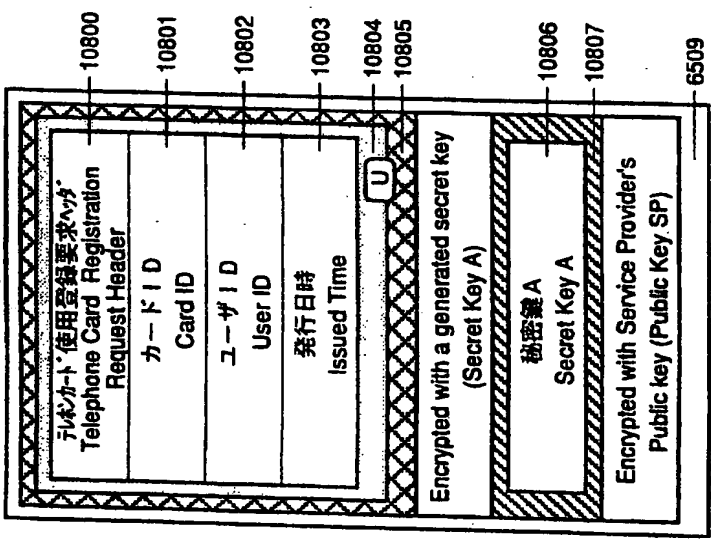 テレホンカード使用登録要求ヘッダ
Telephone Card Registration
Request Header
10800
カードID
Card ID
10801
ユーザID
User ID
10802
発行日時
Issued Time
10803
U
10804
10805
Encrypted with a generated secret key
(Secret Key A)
秘密鍵A
Secret Key A
10806
10807
Encrypted with Service Provider's
Public key (Public Key SP)
6509